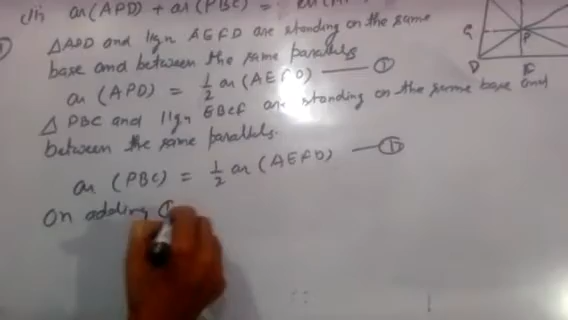 (ii) ar(APD) + ar(PBC) =
△APD and llgm AEFD are standing on the same
base and between the same parallels
ar (APD) = 1/2 ar(AEFD) — ①
△ PBC and llgm EBCF are standing on the same base and
between the same parallels.
ar (PBC) = 1/2 ar (AEFD) — ⑪
On adding
G
P
D